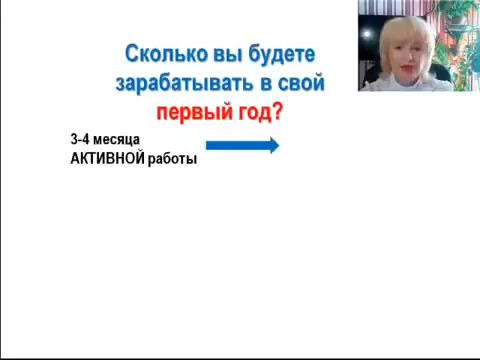 Сколько вы будете
зарабатывать в свой
первый год?
3-4 месяца
АКТИВНОЙ работы